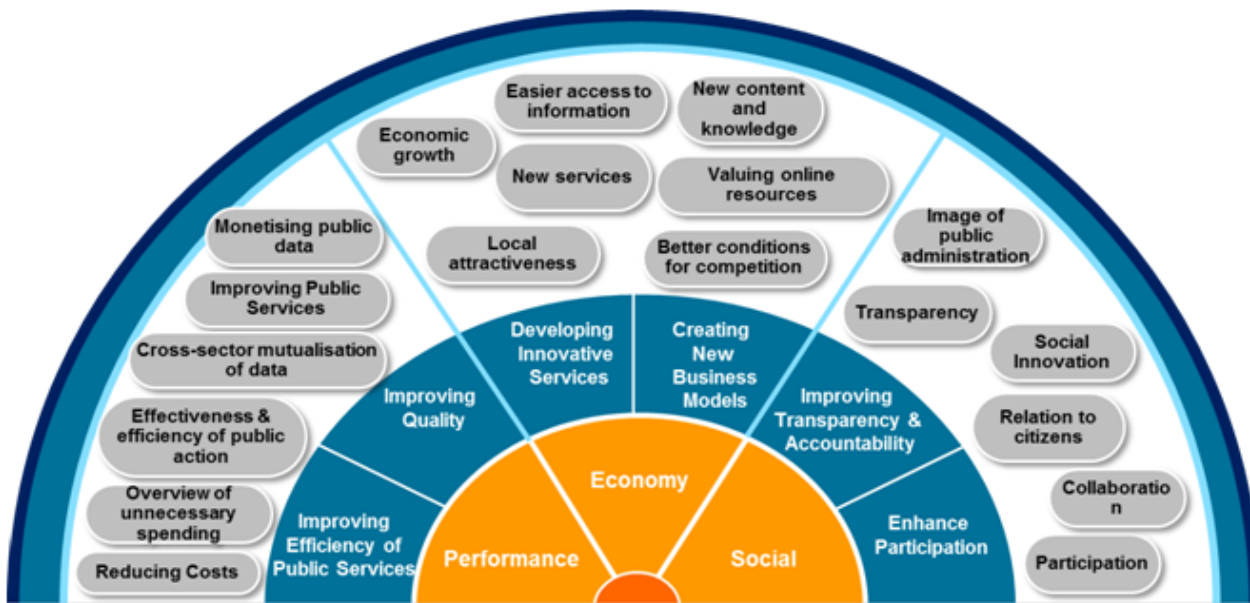 Easier access to
information
New content
and
knowledge
Economic
growth
New services
Valuing online
resources
Local
attractiveness
Better conditions
for competition
Monetising public
data
Improving Public
Services
Cross-sector mutualisation
of data
Effectiveness &
efficiency of public
action
Overview of
unnecessary
spending
Reducing Costs
Image of
public
administration
Transparency
Social
Innovation
Relation to
citizens
Collaboratio
n
Participation
Improving
Efficiency of
Public Services
Improving
Quality
Developing
Innovative
Services
Creating
New
Business
Models
Improving
Transparency &
Accountability
Enhance
Participation
Performance
Economy
Social